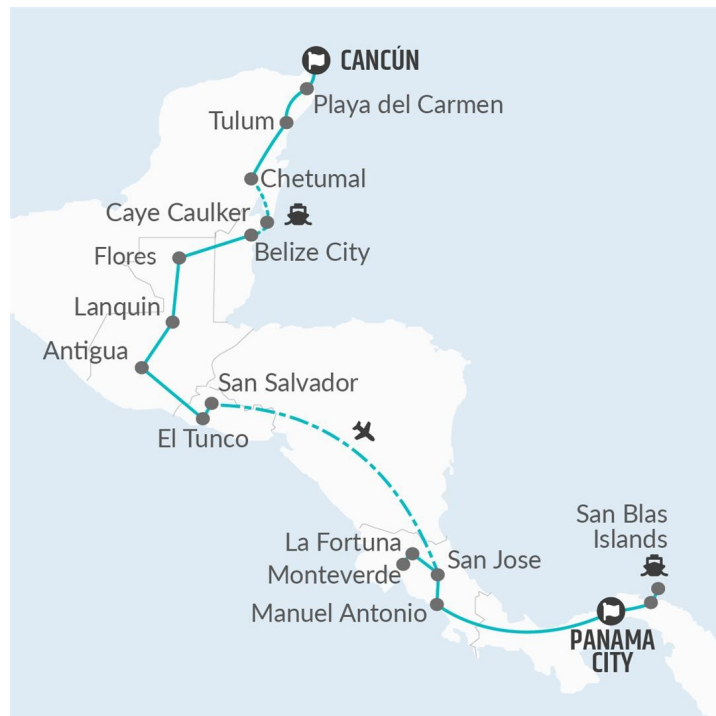 CANCÚN
Playa del Carmen
Tulum
Chetumal
Caye Caulker
Belize City
Flores
Lanquin
Antigua
San Salvador
El Tunco
San Blas
Islands
La Fortuna
San Jose
Monteverde
Manuel Antonio
PANAMA
CITY